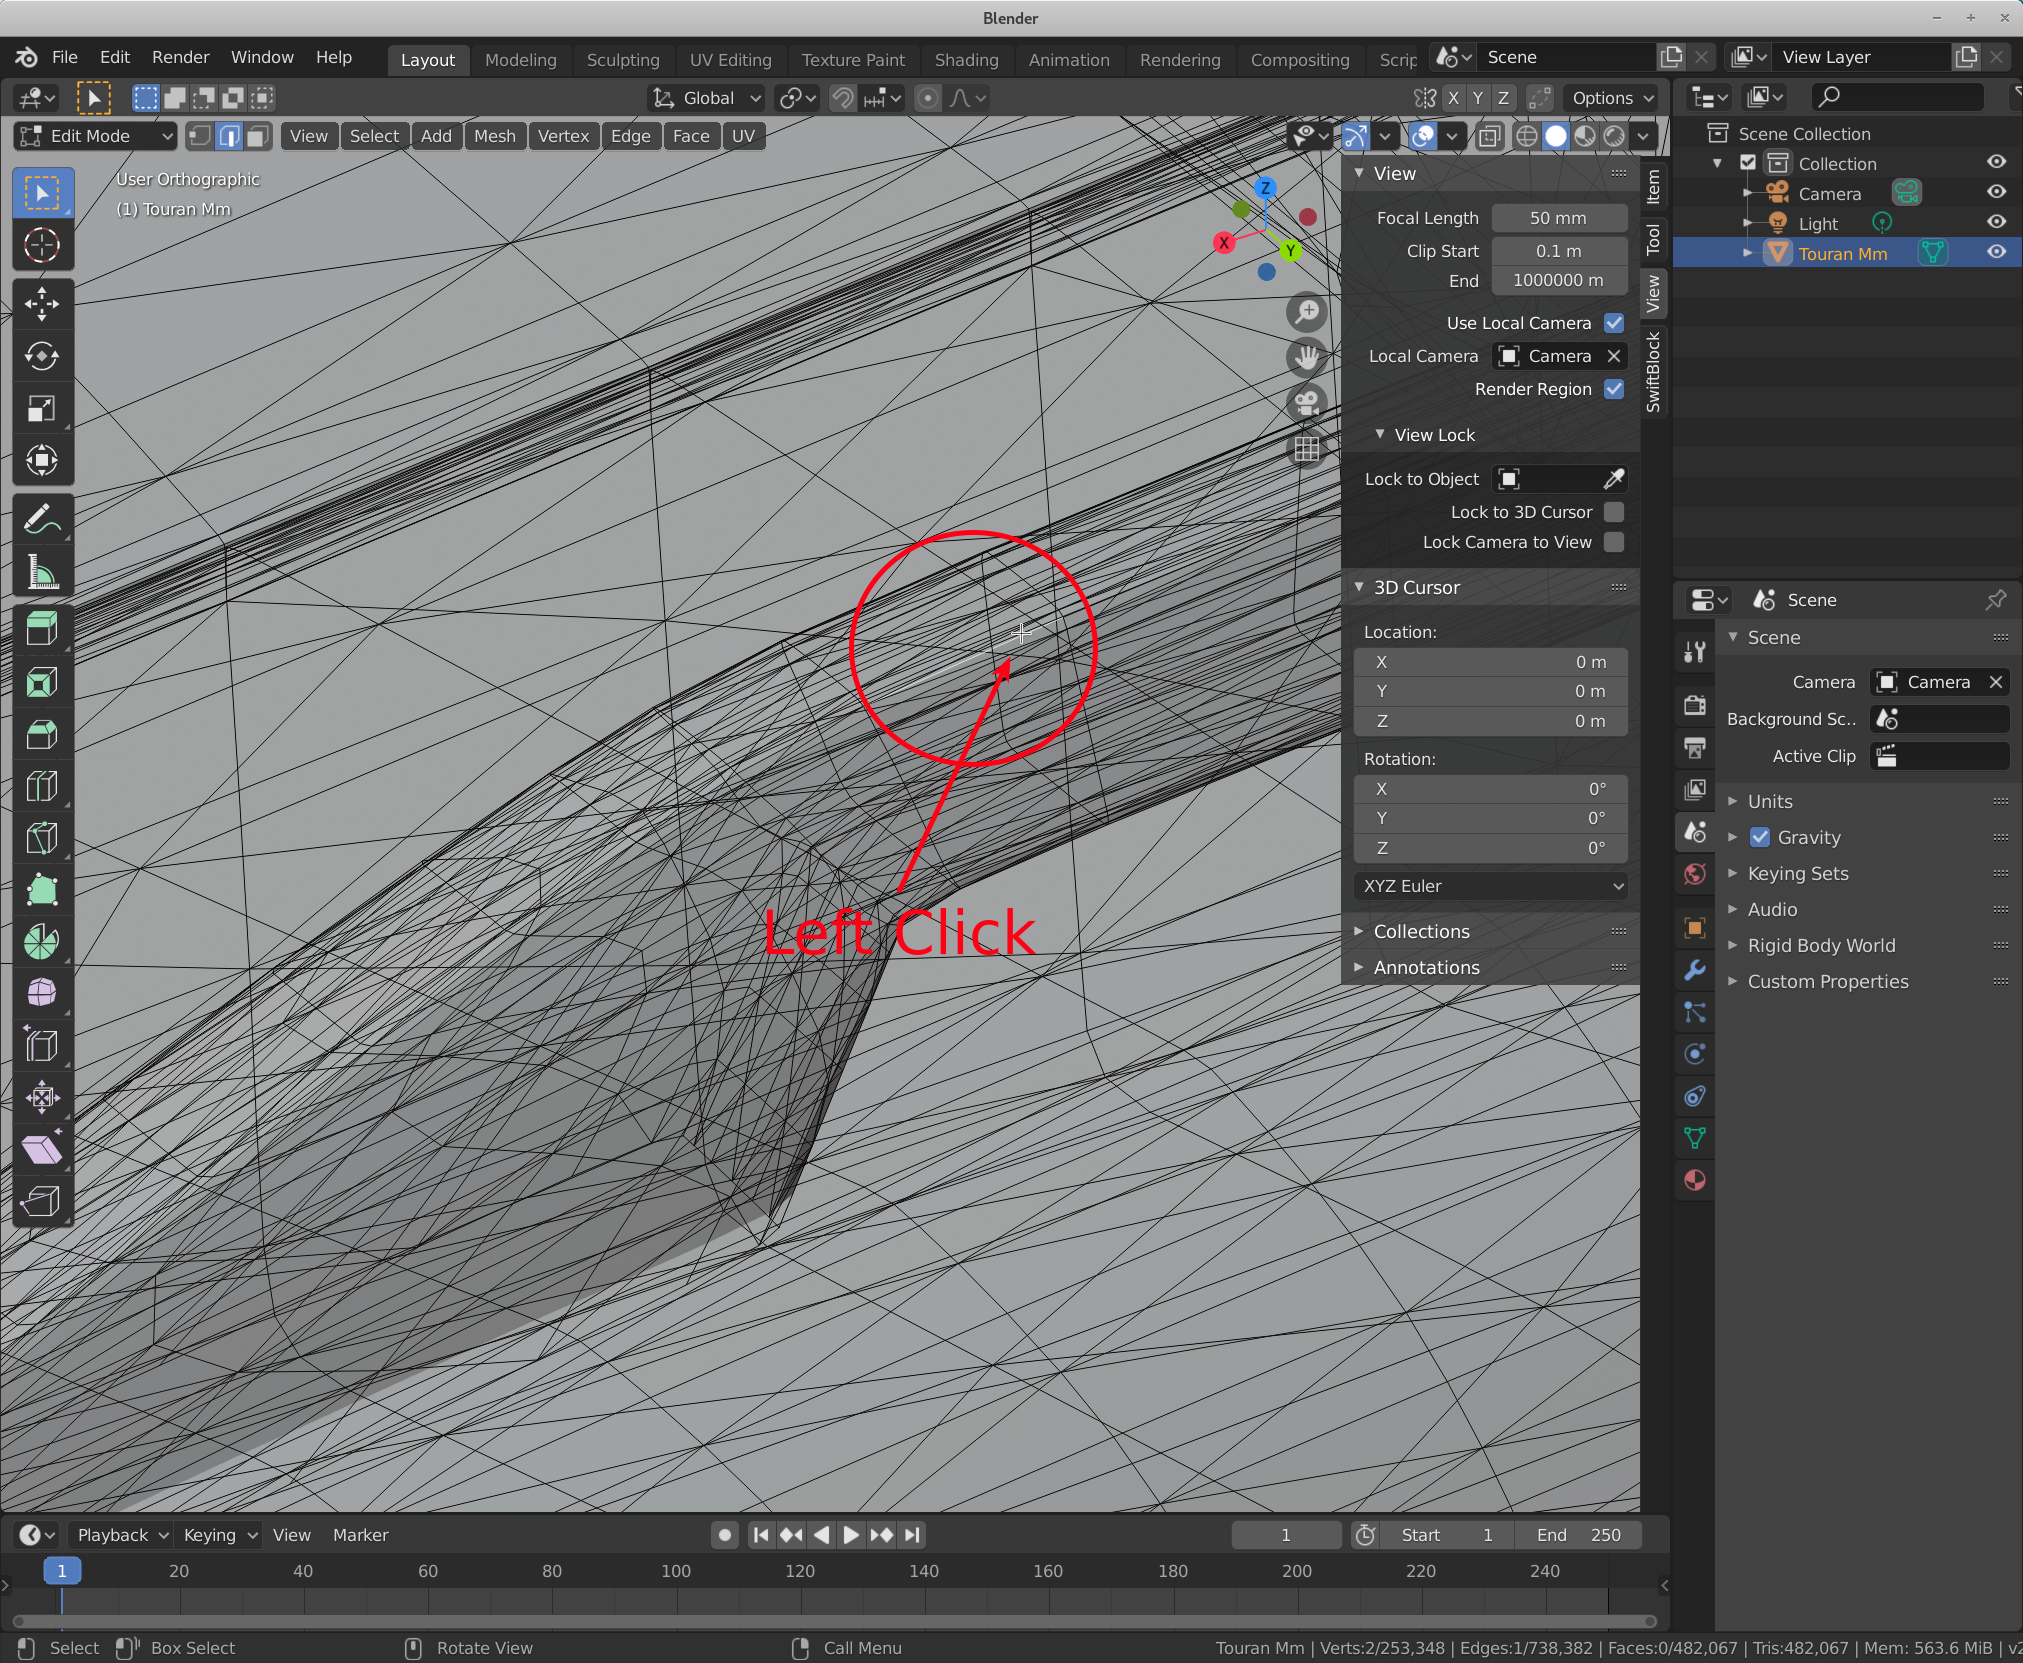 Blender
File Edit Render Window Help Layout Modeling Sculpting UV Editing Texture Paint Shading Animation Rendering Compositing Scrip Scene View Layer
Global X Y Z Options
Edit Mode View Select Add Mesh Vertex Edge Face UV
User Orthographic
(1) Touran Mm
Z
X
Y
View
Focal Length 50 mm
Clip Start 0.1 m
End 1000000 m
Use Local Camera
Local Camera Camera
Render Region
View Lock
Lock to Object
Lock to 3D Cursor
Lock Camera to View
3D Cursor
Location:
X 0 m
Y 0 m
Z 0 m
Rotation:
X 0°
Y 0°
Z 0°
XYZ Euler
Collections
Annotations
Item
Tool
View
SwiftBlock
Left Click
Scene Collection
Collection
Camera
Light
Touran Mm
Scene
Scene
Camera Camera
Background Sc..
Active Clip
Units
Gravity
Keying Sets
Audio
Rigid Body World
Custom Properties
Playback Keying View Marker 1 Start 1 End 250
1 20 40 60 80 100 120 140 160 180 200 220 240
Select Box Select Rotate View Call Menu Touran Mm | Verts:2/253,348 | Edges:1/738,382 | Faces:0/482,067 | Tris:482,067 | Mem: 563.6 MiB | v2